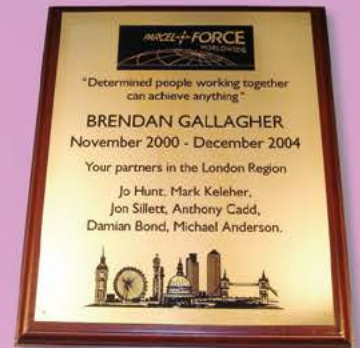 PARCEL FORCE
WORLDWIDE
"Determined people working together
can achieve anything"
BRENDAN GALLAGHER
November 2000 - December 2004
Your partners in the London Region
Jo Hunt, Mark Keleher,
Jon Sillett, Anthony Cadd,
Damian Bond, Michael Anderson.